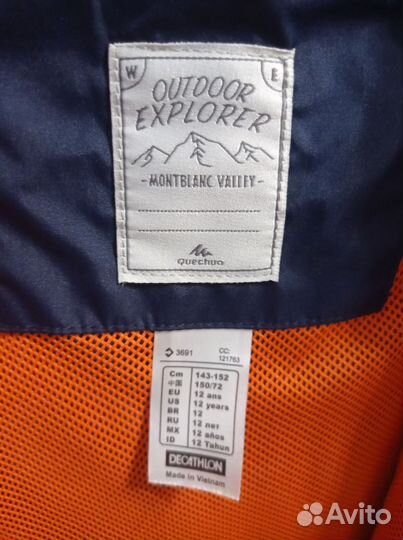 W E
OUTDOOR
EXPLORER
-MONTBLANC VALLEY-
Quechua
3691 CC: 121763
Cm 143-152
中国 150/72
EU 12 ans
US 12 years
BR 12
RU 12 лет
MX 12 años
ID 12 Tahun
DECATHLON
Made in Vietnam
Avito